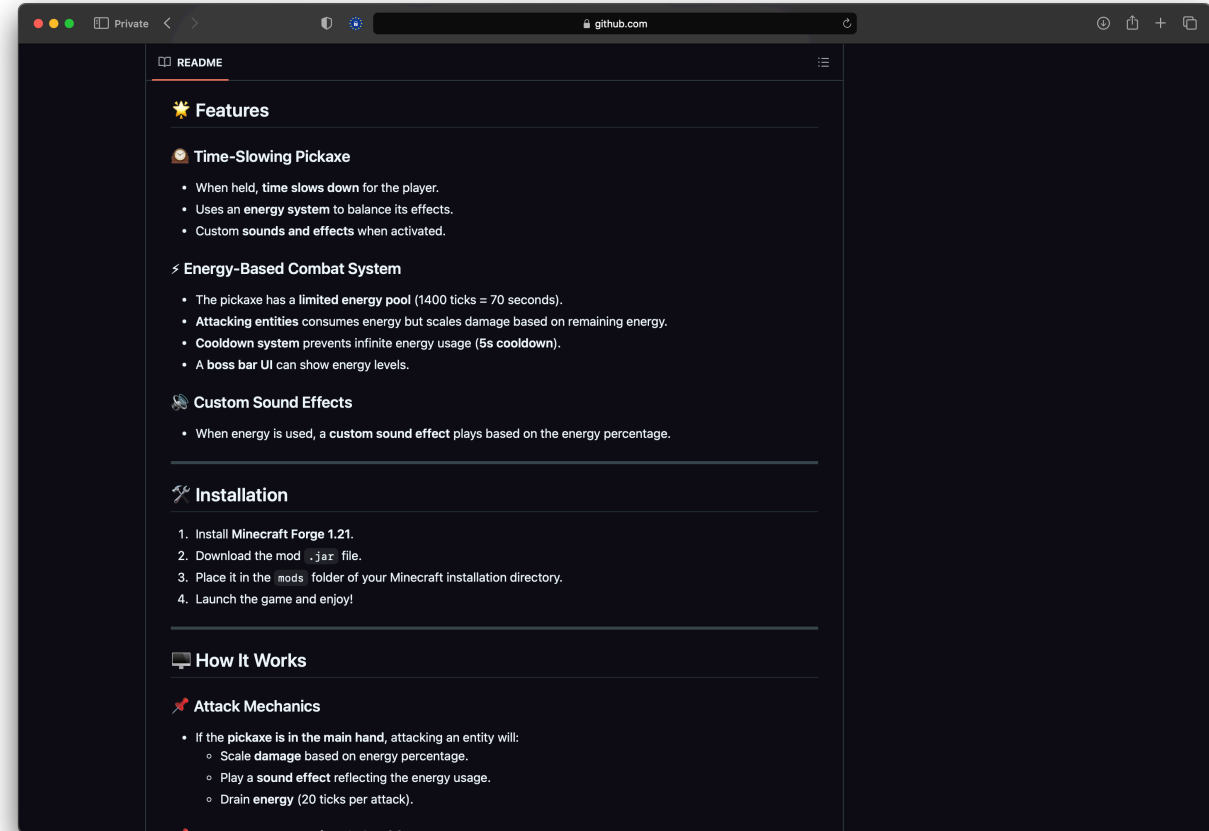 Private
github.com
README
🌟 Features
🕰️ Time-Slowing Pickaxe
• When held, time slows down for the player.
• Uses an energy system to balance its effects.
• Custom sounds and effects when activated.
⚡ Energy-Based Combat System
• The pickaxe has a limited energy pool (1400 ticks = 70 seconds).
• Attacking entities consumes energy but scales damage based on remaining energy.
• Cooldown system prevents infinite energy usage (5s cooldown).
• A boss bar UI can show energy levels.
🔊 Custom Sound Effects
• When energy is used, a custom sound effect plays based on the energy percentage.
🛠️ Installation
1. Install Minecraft Forge 1.21.
2. Download the mod .jar file.
3. Place it in the mods folder of your Minecraft installation directory.
4. Launch the game and enjoy!
🖥️ How It Works
📌 Attack Mechanics
• If the pickaxe is in the main hand, attacking an entity will:
◦ Scale damage based on energy percentage.
◦ Play a sound effect reflecting the energy usage.
◦ Drain energy (20 ticks per attack).